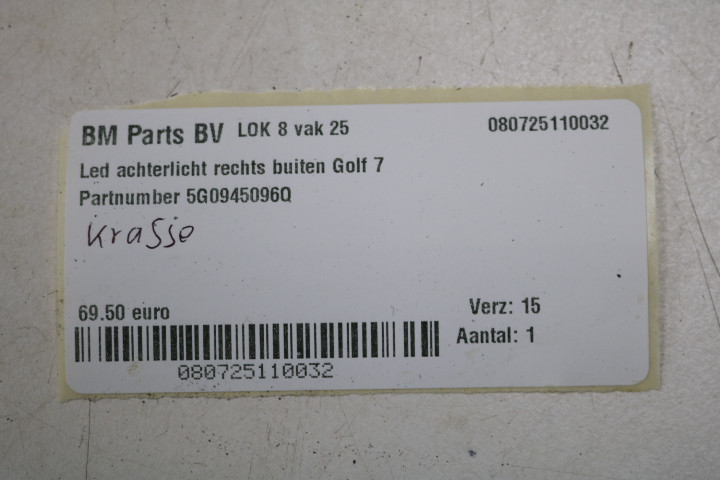 BM Parts BV LOK 8 vak 25 080725110032
Led achterlicht rechts buiten Golf 7
Partnumber 5G0945096Q
Krasse
69.50 euro Verz: 15
Aantal: 1
080725110032